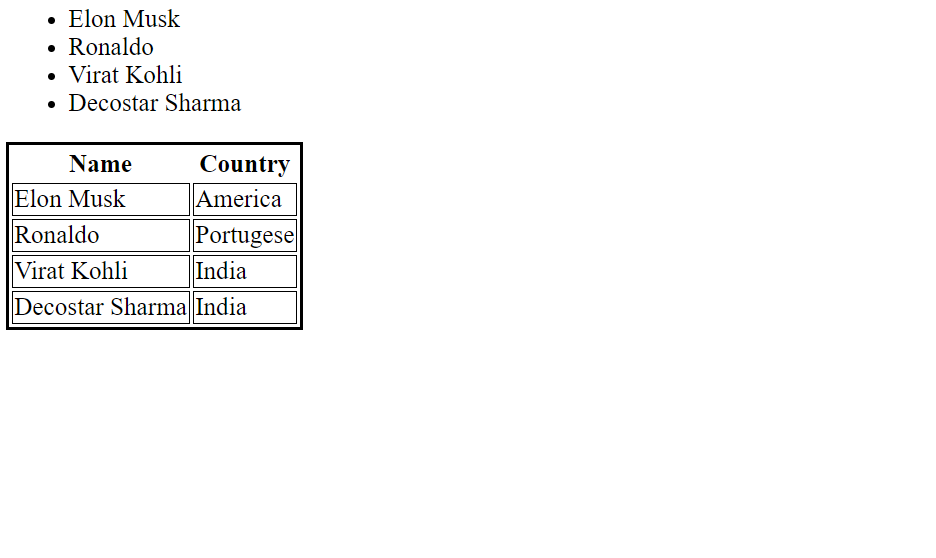 Elon Musk
Ronaldo
Virat Kohli
Decostar Sharma
Name Country
Elon Musk America
Ronaldo Portugese
Virat Kohli India
Decostar Sharma India